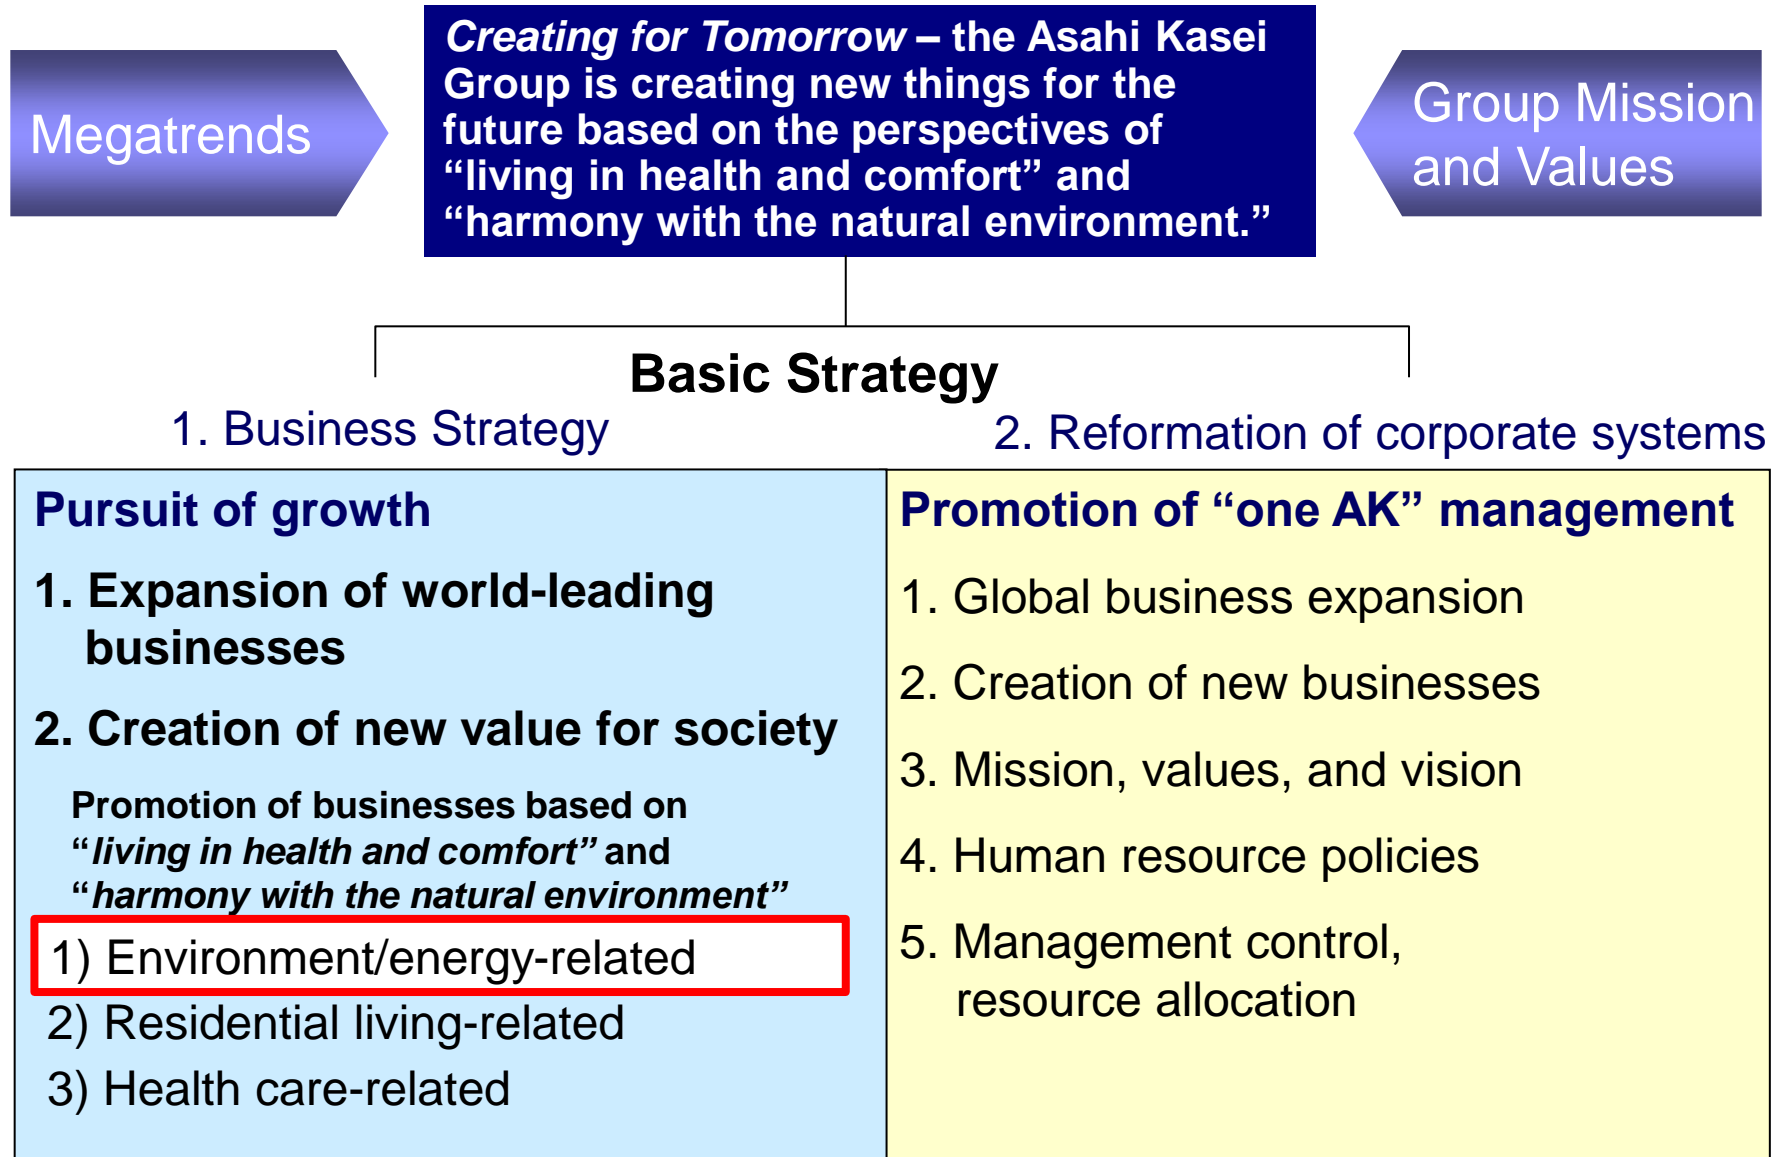 Megatrends
Creating for Tomorrow – the Asahi Kasei
Group is creating new things for the
future based on the perspectives of
“living in health and comfort” and
“harmony with the natural environment.”
Group Mission
and Values
Basic Strategy
1. Business Strategy
2. Reformation of corporate systems
Pursuit of growth
1. Expansion of world-leading
businesses
2. Creation of new value for society
Promotion of businesses based on
“living in health and comfort” and
“harmony with the natural environment”
1) Environment/energy-related
2) Residential living-related
3) Health care-related
Promotion of “one AK” management
1. Global business expansion
2. Creation of new businesses
3. Mission, values, and vision
4. Human resource policies
5. Management control,
resource allocation